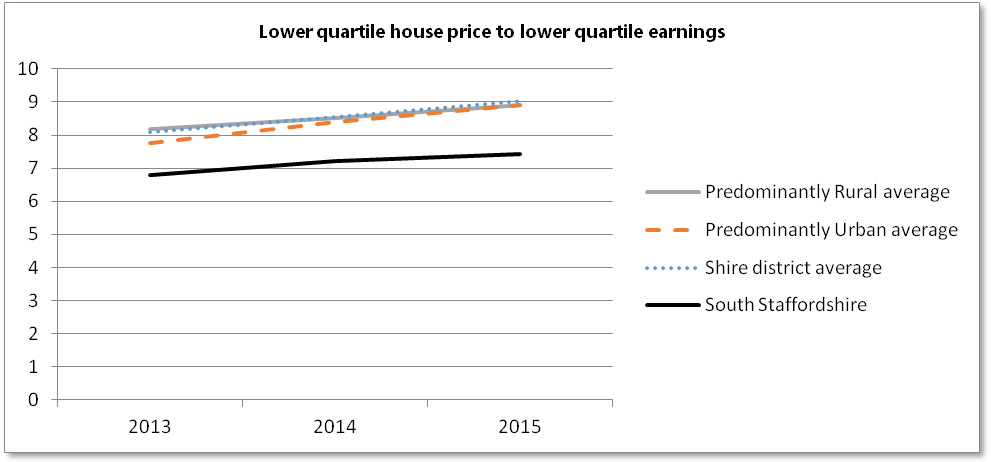 Lower quartile house price to lower quartile earnings
10
9
8
7
6
5
4
3
2
1
0
2013 2014 2015
Predominantly Rural average
Predominantly Urban average
Shire district average
South Staffordshire